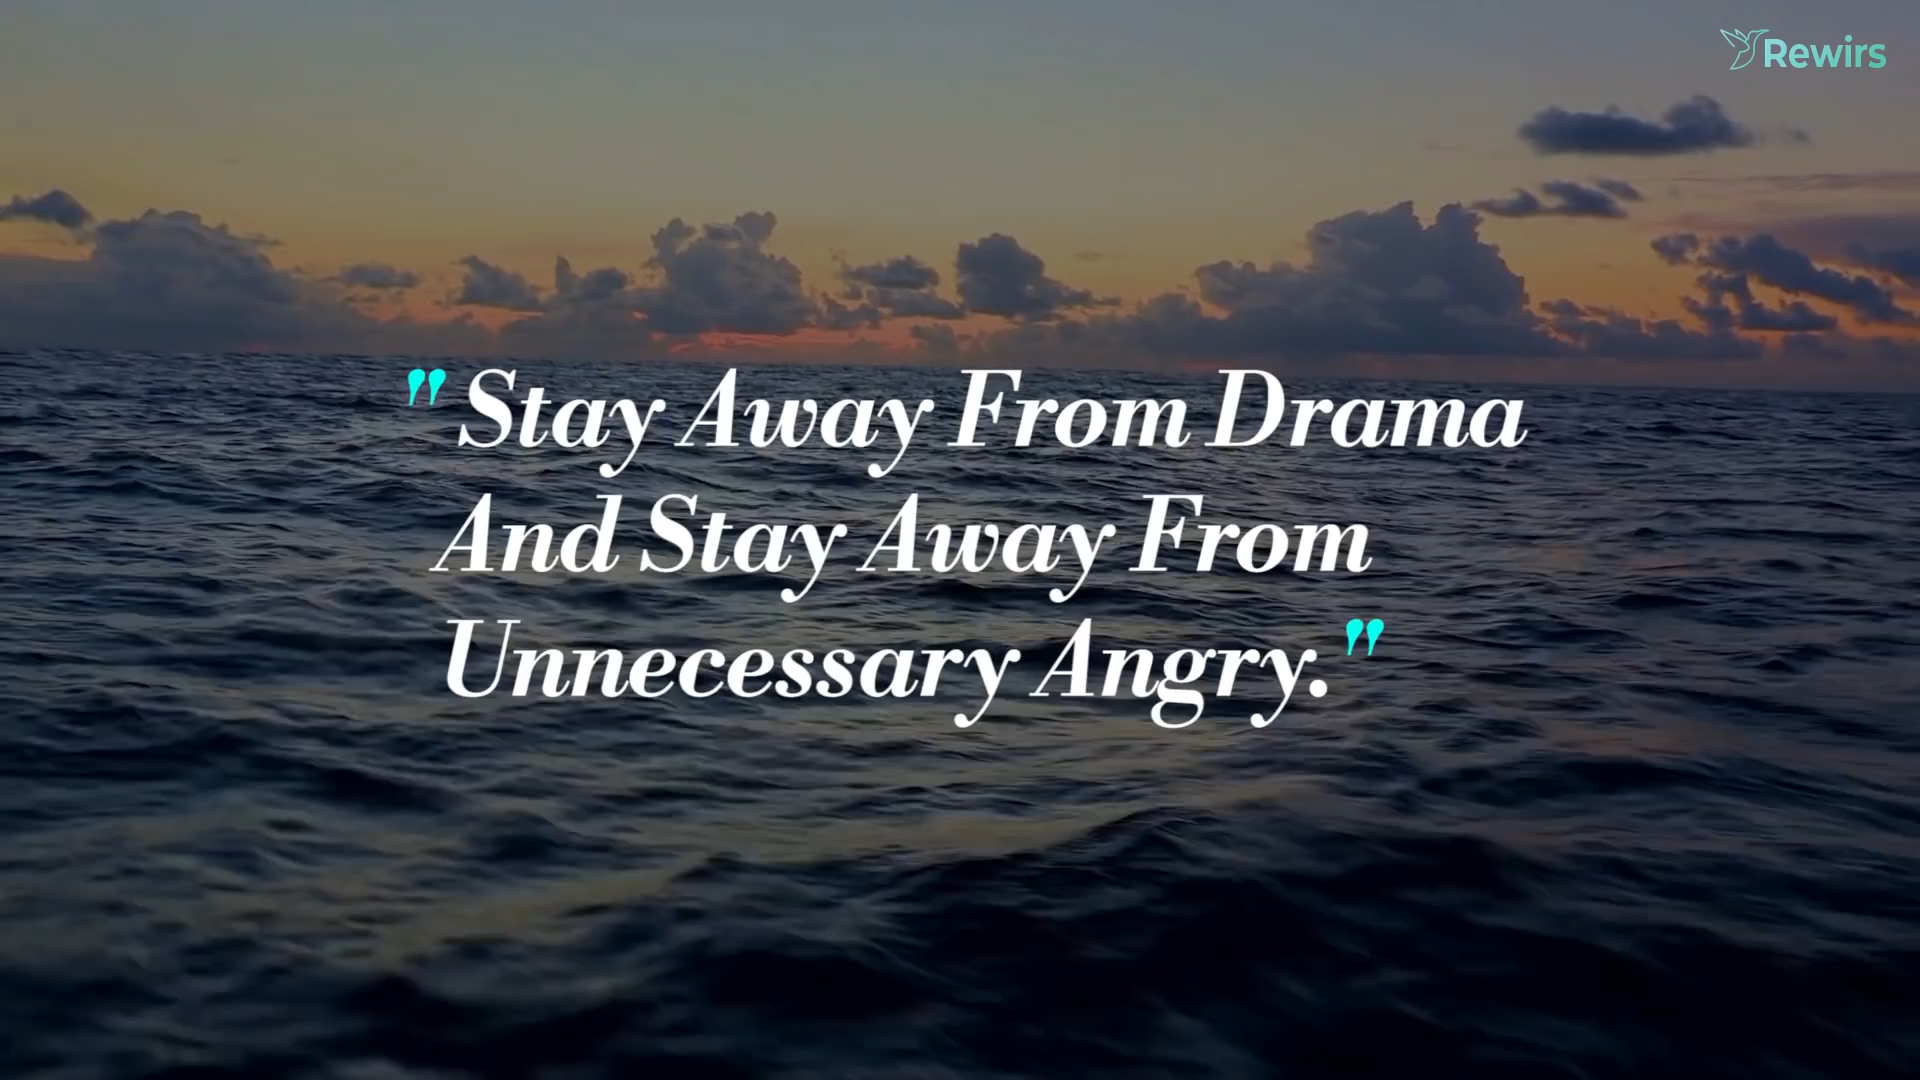 Rewirs
" Stay Away From Drama
And Stay Away From
Unnecessary Angry."